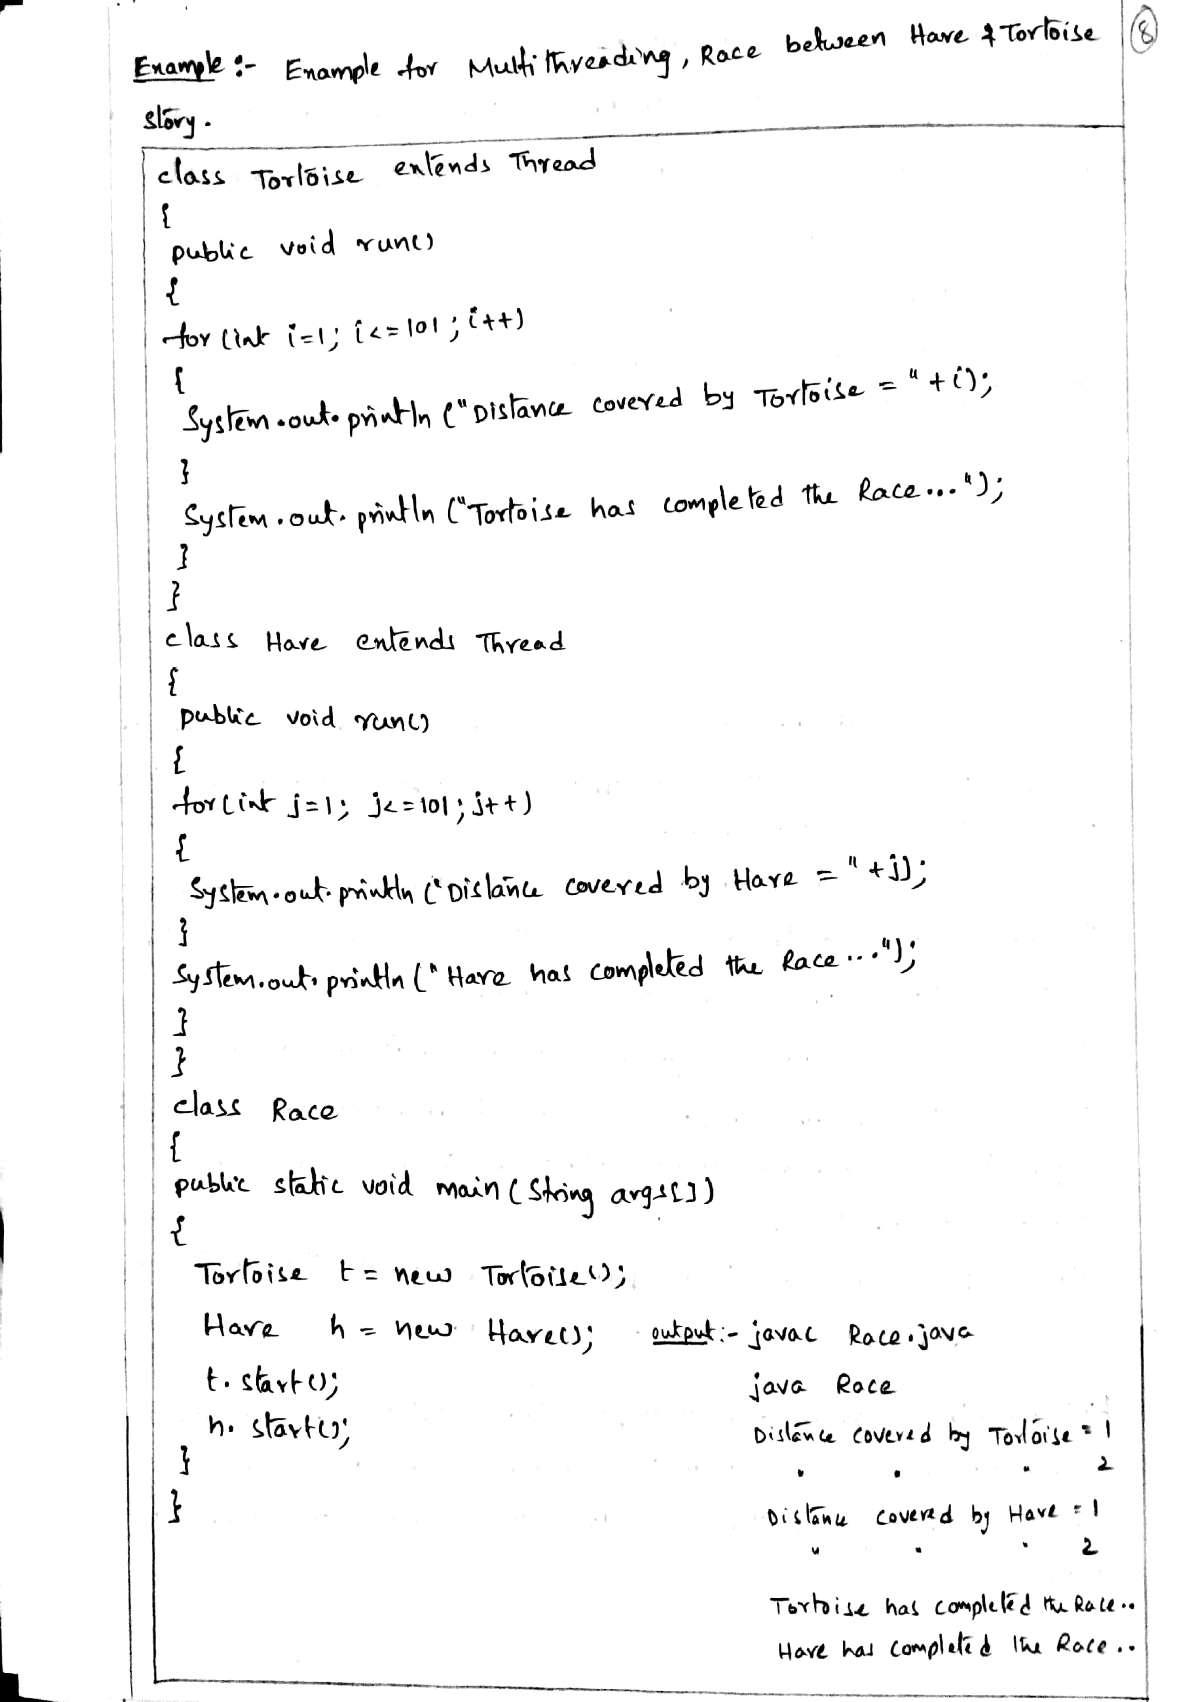 Example :- Example for Multithreading, Race between Hare & Tortoise
8
story.
class Tortoise extends Thread
{
public void run()
{
for (int i=1; i<=101; i++)
{
System.out.println ("Distance covered by Tortoise = " +i);
}
System.out.println ("Tortoise has completed the Race...");
}
}
class Hare extends Thread
{
public void run()
{
for (int j=1; j<=101; j++)
{
System.out.println ("Distance covered by Hare = " +j);
}
System.out.println ("Hare has completed the Race...");
}
}
class Race
{
public static void main (String args[])
{
Tortoise t = new Tortoise();
Hare h = new Hare();
t.start();
h.start();
}
}
output :- javac Race.java
java Race
Distance covered by Tortoise = 1
" " " 2
Distance covered by Hare = 1
" " " 2
Tortoise has completed the Race..
Hare has completed the Race..